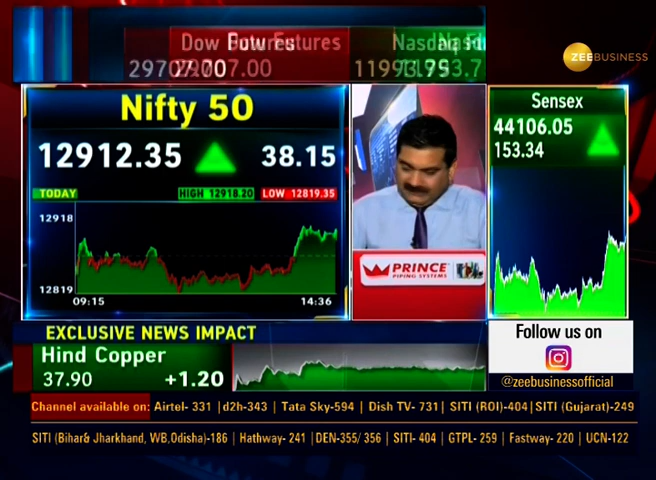 Dow Futures
ZEEBUSINESS
Nifty 50
12912.35 38.15
TODAY HIGH 12918.20 LOW 12819.35
12918
12819
09:15 14:36
PRINCE
PIPING SYSTEMS
Sensex
44106.05
153.34
EXCLUSIVE NEWS IMPACT
Hind Copper
37.90 +1.20
Follow us on
@zeebusinessofficial
Channel available on: Airtel- 331 | d2h-343 | Tata Sky-594 | Dish TV- 731| SITI (ROI)-404| SITI (Gujarat)-249
SITI (Bihar& Jharkhand, WB,Odisha)-186 | Hathway- 241 |DEN-355/ 356 | SITI- 404 | GTPL- 259 | Fastway- 220 | UCN-122